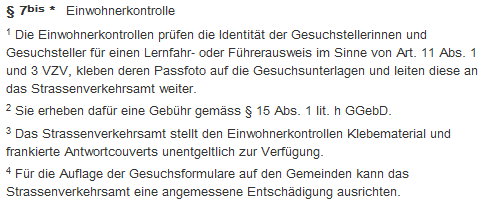 § 7bis * Einwohnerkontrolle
1 Die Einwohnerkontrollen prüfen die Identität der Gesuchstellerinnen und
Gesuchsteller für einen Lernfahr- oder Führerausweis im Sinne von Art. 11 Abs. 1
und 3 VZV, kleben deren Passfoto auf die Gesuchsunterlagen und leiten diese an
das Strassenverkehrsamt weiter.
2 Sie erheben dafür eine Gebühr gemäss § 15 Abs. 1 lit. h GGebD.
3 Das Strassenverkehrsamt stellt den Einwohnerkontrollen Klebematerial und
frankierte Antwortcouverts unentgeltlich zur Verfügung.
4 Für die Auflage der Gesuchsformulare auf den Gemeinden kann das
Strassenverkehrsamt eine angemessene Entschädigung ausrichten.